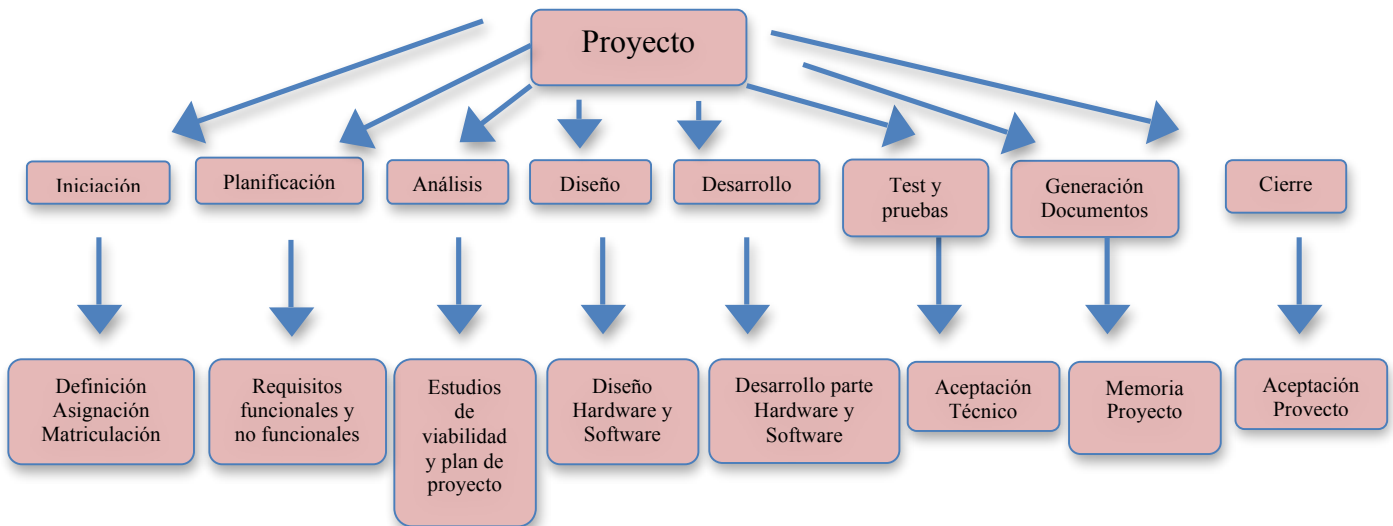 Proyecto
Iniciación
Planificación
Análisis
Diseño
Desarrollo
Test y
pruebas
Generación
Documentos
Cierre
Definición
Asignación
Matriculación
Requisitos
funcionales y
no funcionales
Estudios
de
viabilidad
y plan de
proyecto
Diseño
Hardware y
Software
Desarrollo parte
Hardware y
Software
Aceptación
Técnico
Memoria
Proyecto
Aceptación
Proyecto